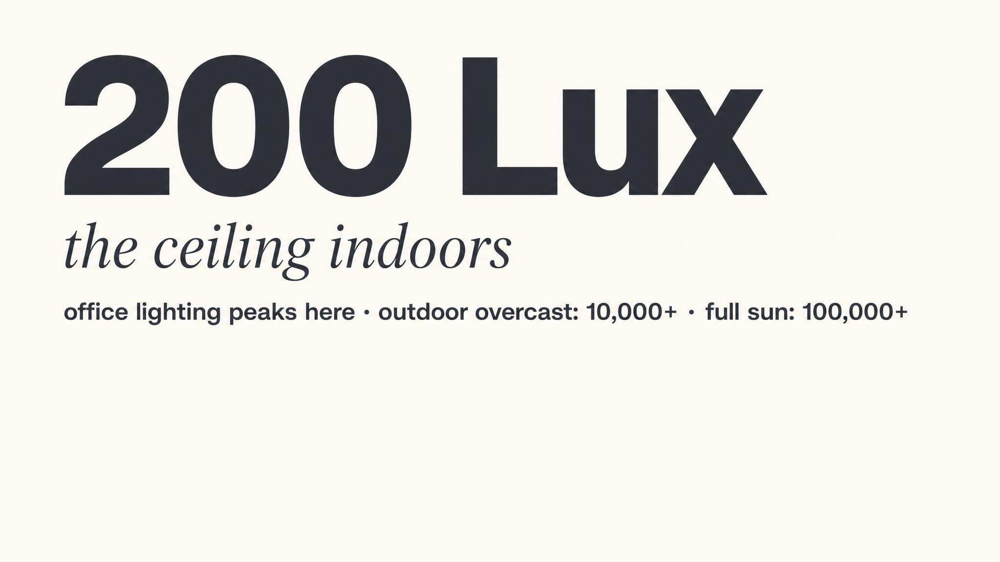 200 Lux
the ceiling indoors
office lighting peaks here · outdoor overcast: 10,000+ · full sun: 100,000+